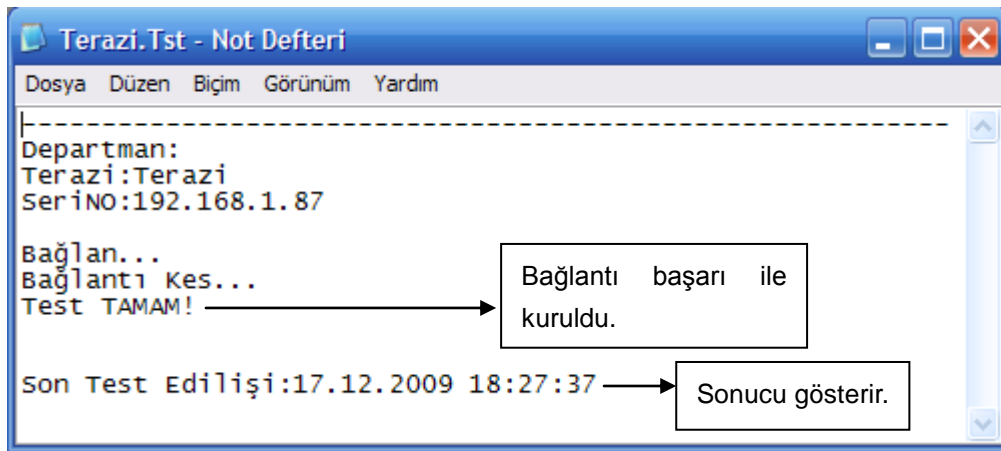 Terazi.Tst - Not Defteri
Dosya Düzen Biçim Görünüm Yardım
-----------------------------------------------------------
Departman:
Terazi:Terazi
SeriNO:192.168.1.87
Bağlan...
Bağlantı Kes...
Test TAMAM!
Bağlantı başarı ile
kuruldu.
Son Test Edilişi:17.12.2009 18:27:37
Sonucu gösterir.